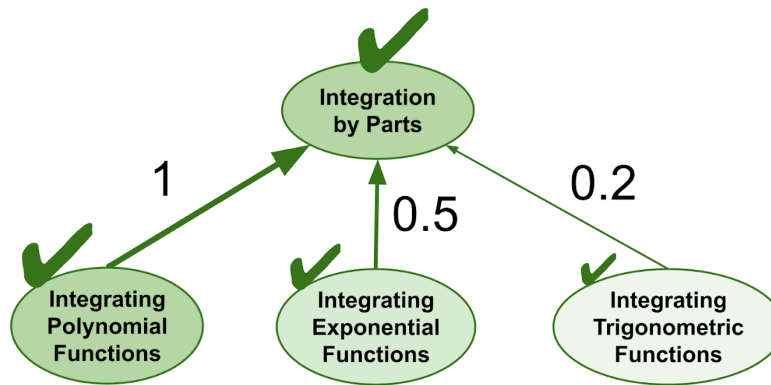 Integration
by Parts
1
0.5
0.2
Integrating
Polynomial
Functions
Integrating
Exponential
Functions
Integrating
Trigonometric
Functions